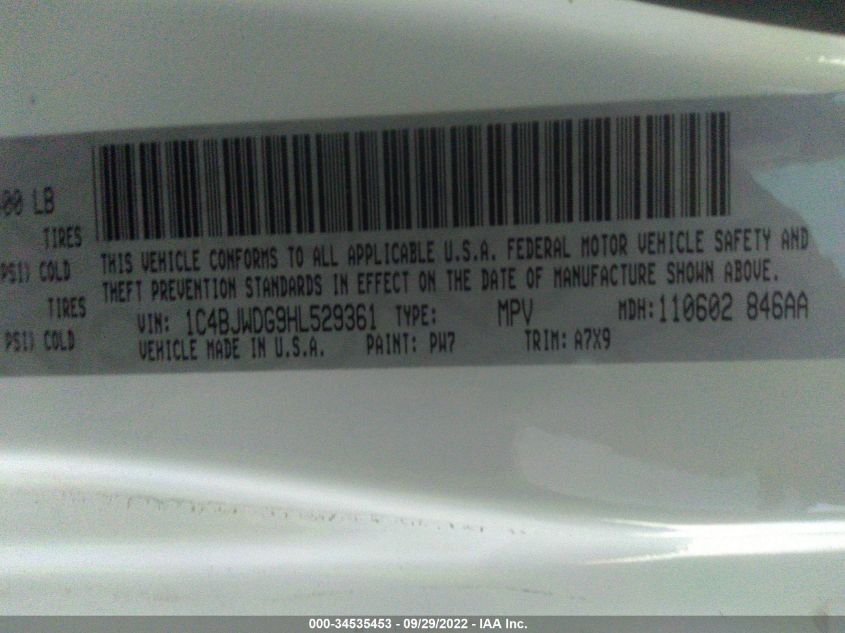 00 LB
TIRES
PSI) COLD
TIRES
PSI) COLD
THIS VEHICLE CONFORMS TO ALL APPLICABLE U.S.A. FEDERAL MOTOR VEHICLE SAFETY AND
THEFT PREVENTION STANDARDS IN EFFECT ON THE DATE OF MANUFACTURE SHOWN ABOVE.
VIN: 1C4BJWDG9HL529361 TYPE: MPV MDH:110602 846AA
VEHICLE MADE IN U.S.A. PAINT: PW7 TRIM: A7X9
000-34535453 - 09/29/2022 - IAA Inc.